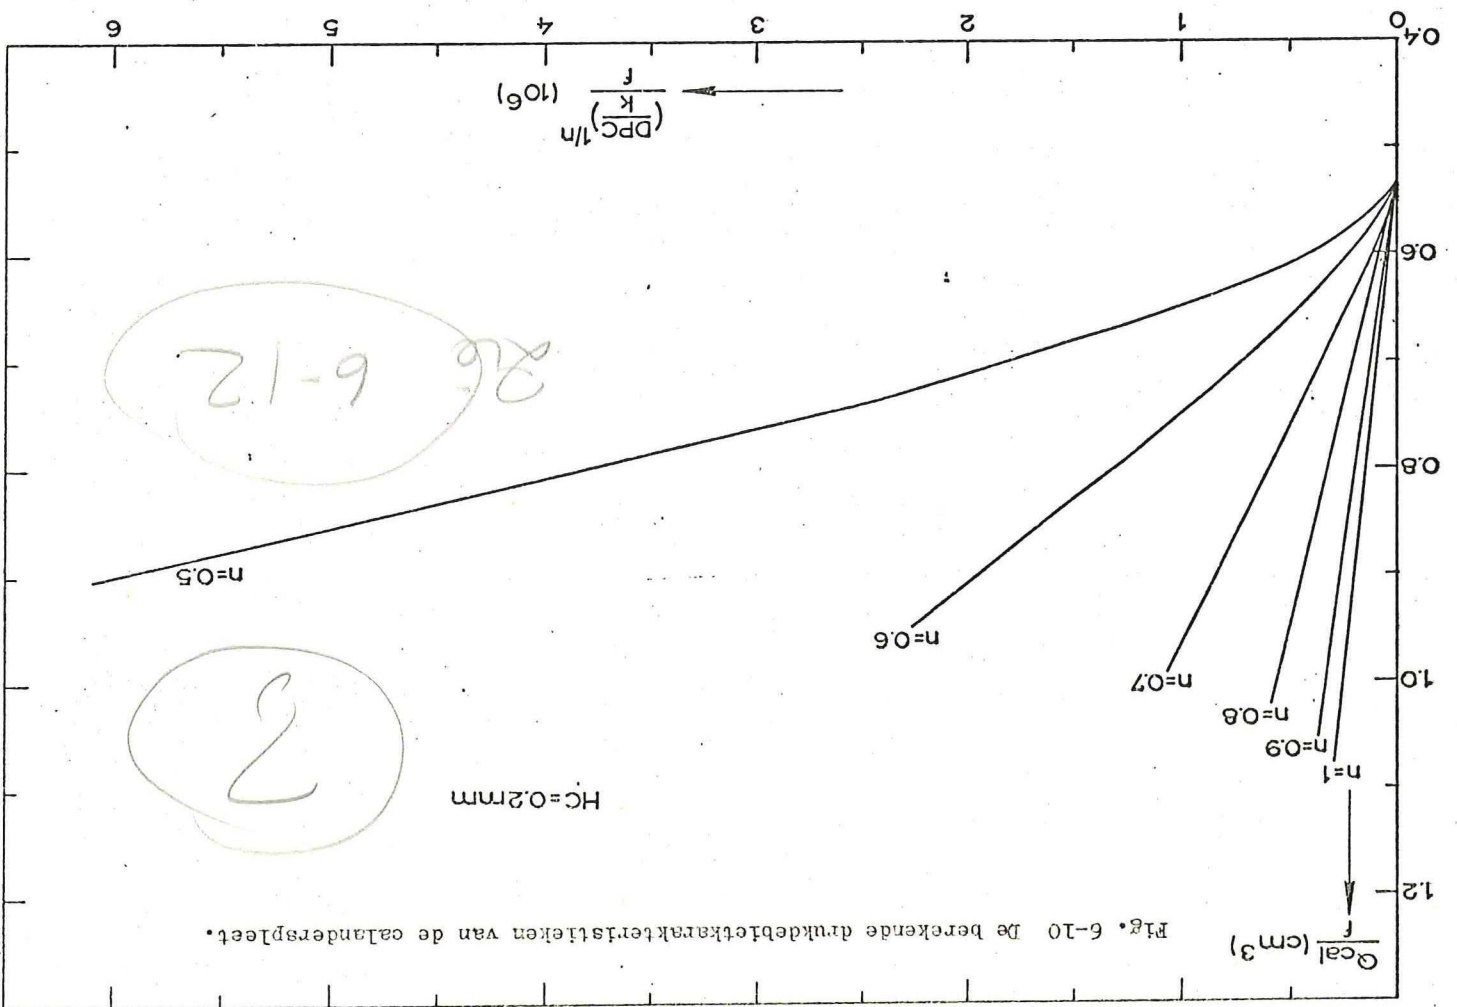 Fig. 6-10 De berekende drukdebietkarakteristieken van de calanderspleet.
Qcal (cm³)
f
1.2
1.0
0.8
0.6
0.4
HC=0.2mm
n=1
n=0.9
n=0.8
n=0.7
n=0.6
n=0.5
6-12
(DPC/K)1/n
f
(10⁶)
0
1
2
3
4
5
6